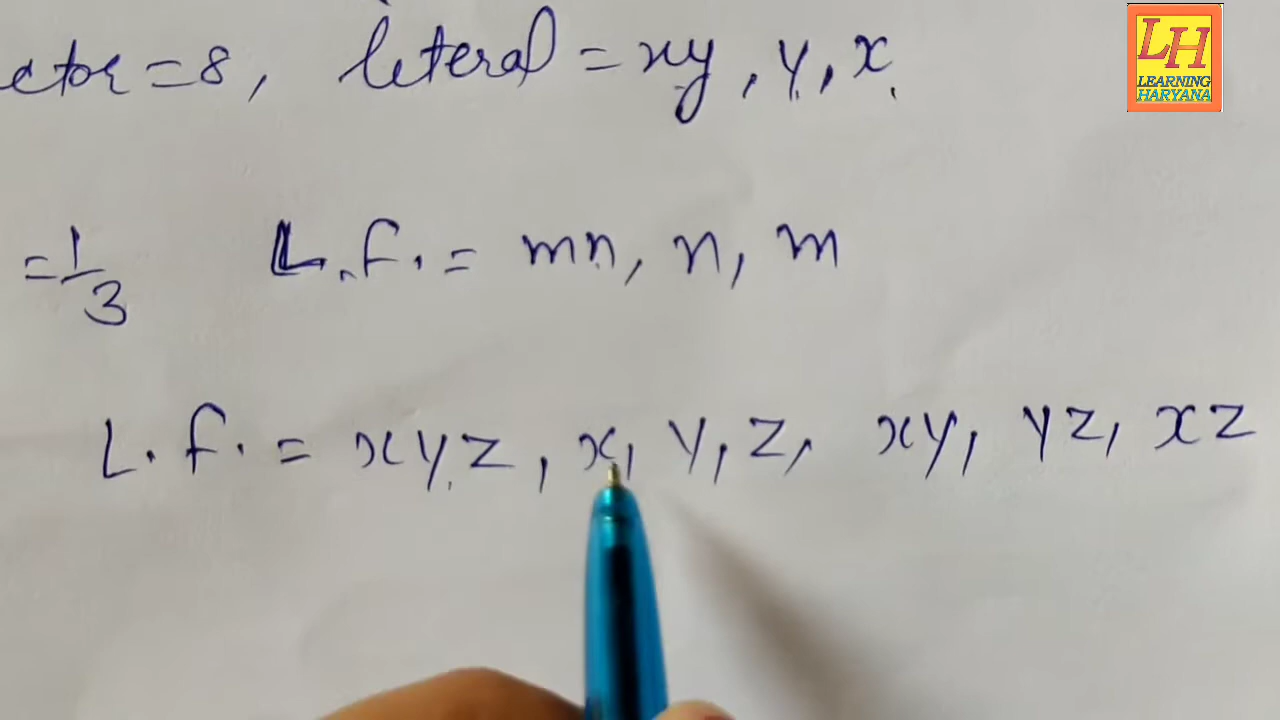 ctor = 8, literal = xy, y, x
LH
LEARNING
HARYANA
= 1/3 L.f. = mn, n, m
L.f. = xyz, x, y, z, xy, yz, xz